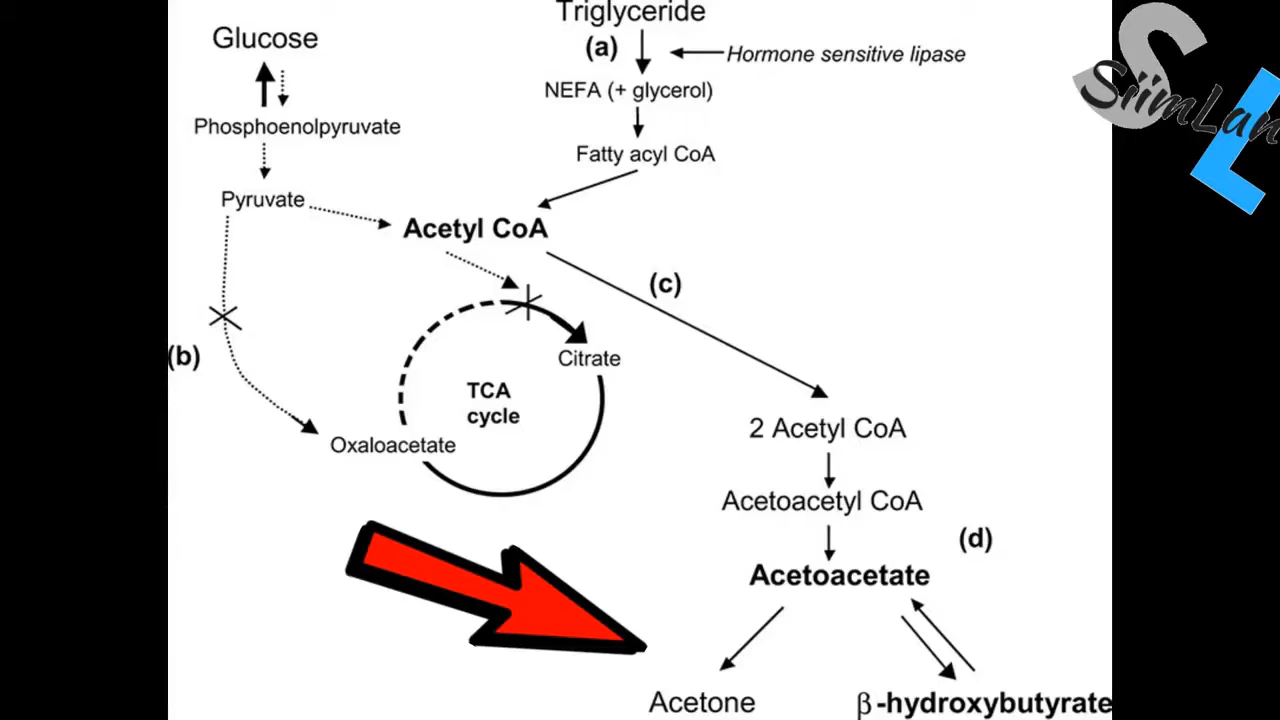 Triglyceride
Glucose
(a)
Hormone sensitive lipase
NEFA (+ glycerol)
Phosphoenolpyruvate
Fatty acyl CoA
Pyruvate
Acetyl CoA
(c)
(b)
Citrate
TCA
cycle
Oxaloacetate
2 Acetyl CoA
Acetoacetyl CoA
(d)
Acetoacetate
Acetone
β-hydroxybutyrate
S
L
SiimLand